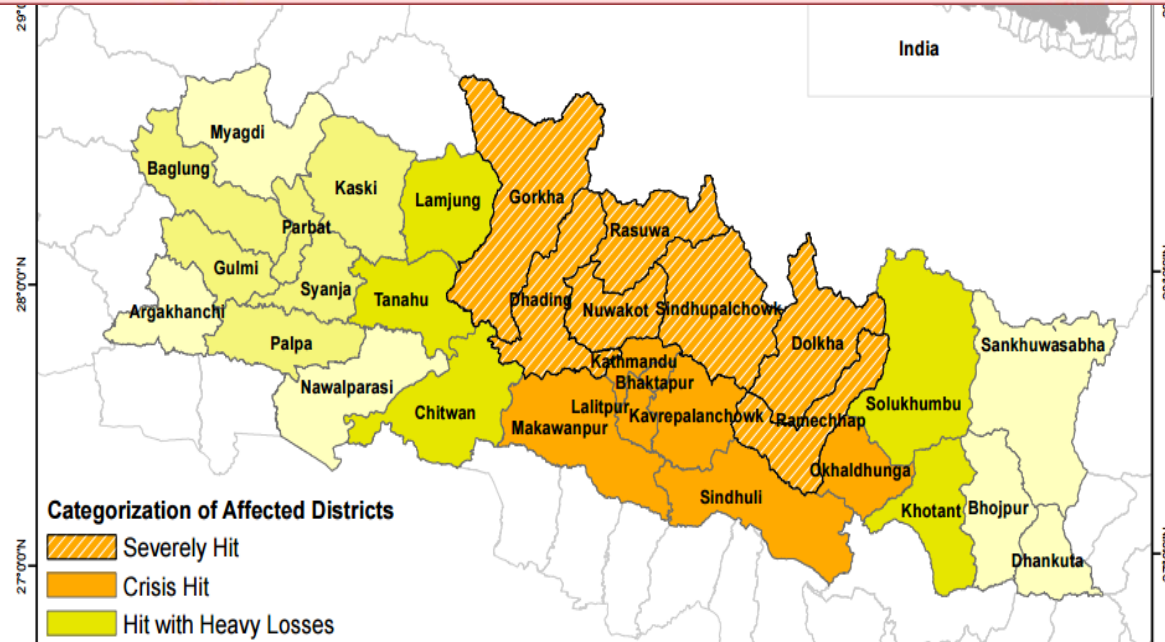 India
Myagdi
Baglung
Kaski
Lamjung
Gorkha
Parbat
Rasuwa
Gulmi
Syanja
Tanahu
Dhading
Nuwakot
Sindhupalchowk
Argakhanchi
Palpa
Dolkha
Sankhuwasabha
Kathmandu
Nawalparasi
Bhaktapur
Chitwan
Lalitpur
Kavrepalanchowk
Makawanpur
Ramechhap
Solukhumbu
Okhaldhunga
Sindhuli
Khotant
Bhojpur
Dhankuta
28°0'0"N
27°0'0"N
Categorization of Affected Districts
Severely Hit
Crisis Hit
Hit with Heavy Losses